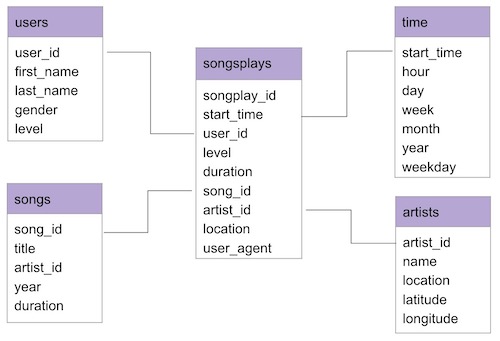 users
user_id
first_name
last_name
gender
level
songs
song_id
title
artist_id
year
duration
songsplays
songplay_id
start_time
user_id
level
duration
song_id
artist_id
location
user_agent
time
start_time
hour
day
week
month
year
weekday
artists
artist_id
name
location
latitude
longitude